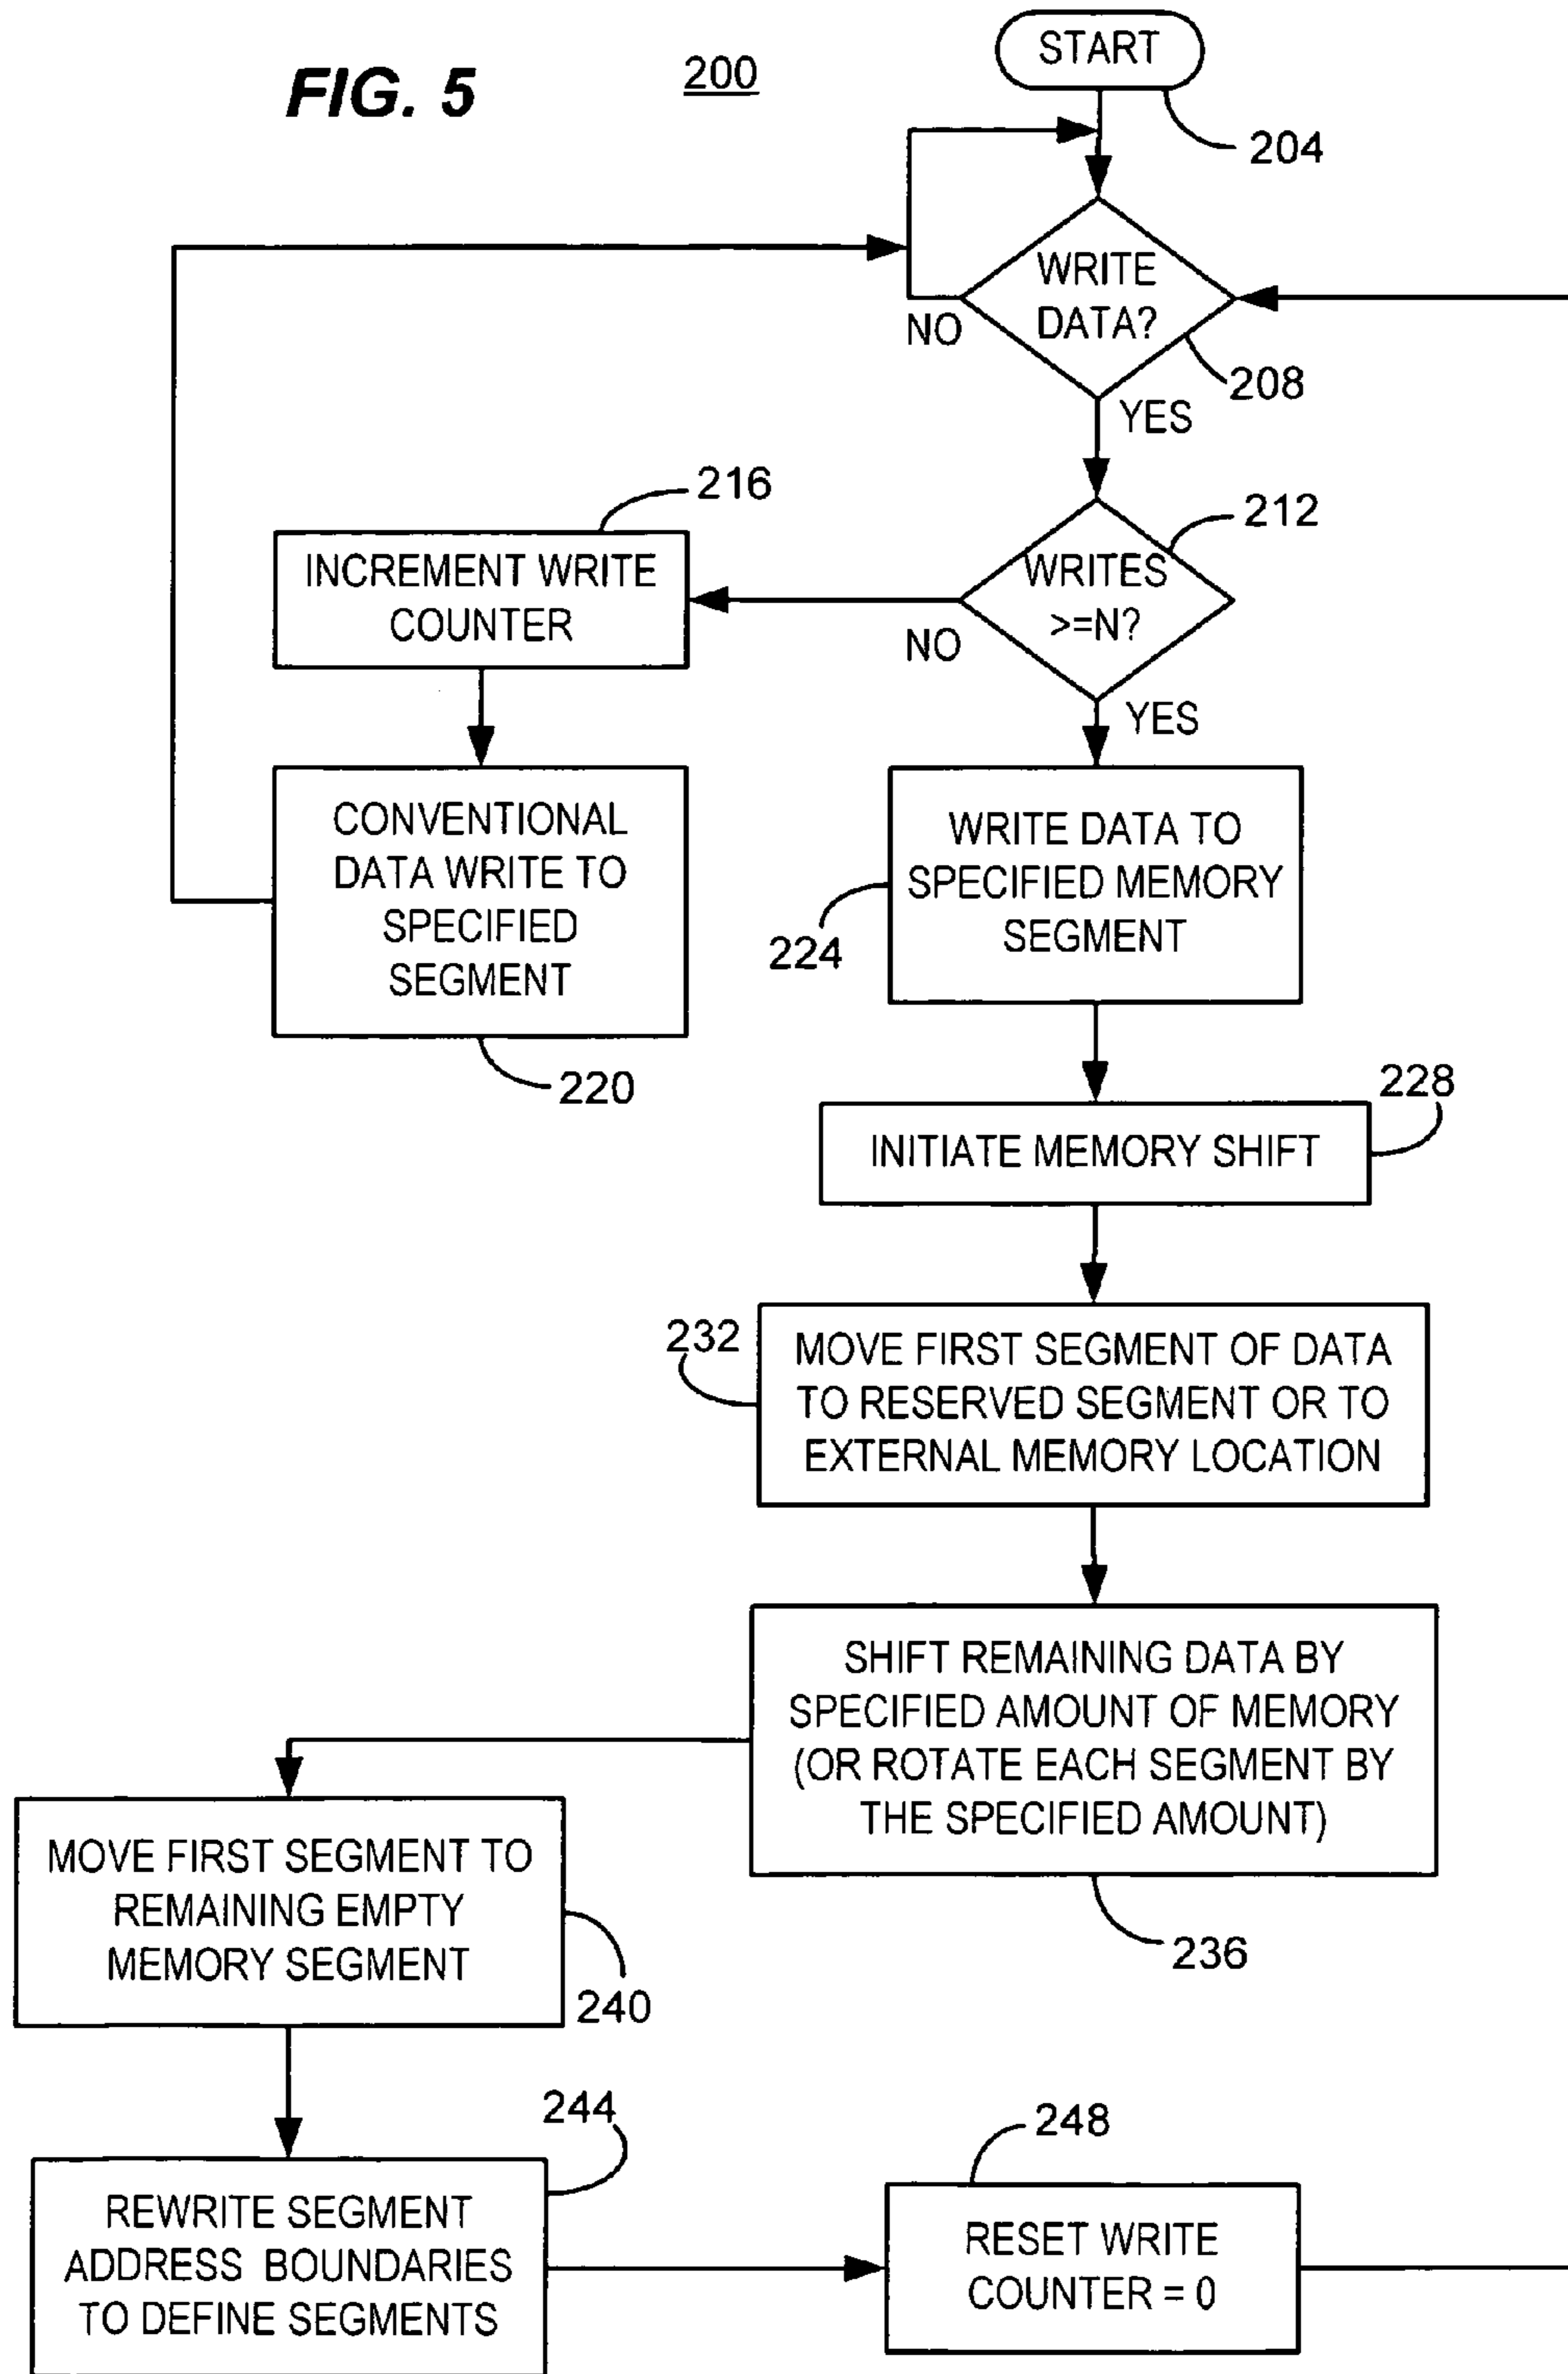 FIG. 5
200
START
204
WRITE
DATA?
NO
208
YES
216
212
INCREMENT WRITE
COUNTER
WRITES
>=N?
NO
YES
CONVENTIONAL
DATA WRITE TO
SPECIFIED
SEGMENT
220
WRITE DATA TO
SPECIFIED MEMORY
SEGMENT
224
228
INITIATE MEMORY SHIFT
232
MOVE FIRST SEGMENT OF DATA
TO RESERVED SEGMENT OR TO
EXTERNAL MEMORY LOCATION
SHIFT REMAINING DATA BY
SPECIFIED AMOUNT OF MEMORY
(OR ROTATE EACH SEGMENT BY
THE SPECIFIED AMOUNT)
236
MOVE FIRST SEGMENT TO
REMAINING EMPTY
MEMORY SEGMENT
240
244
REWRITE SEGMENT
ADDRESS BOUNDARIES
TO DEFINE SEGMENTS
248
RESET WRITE
COUNTER = 0